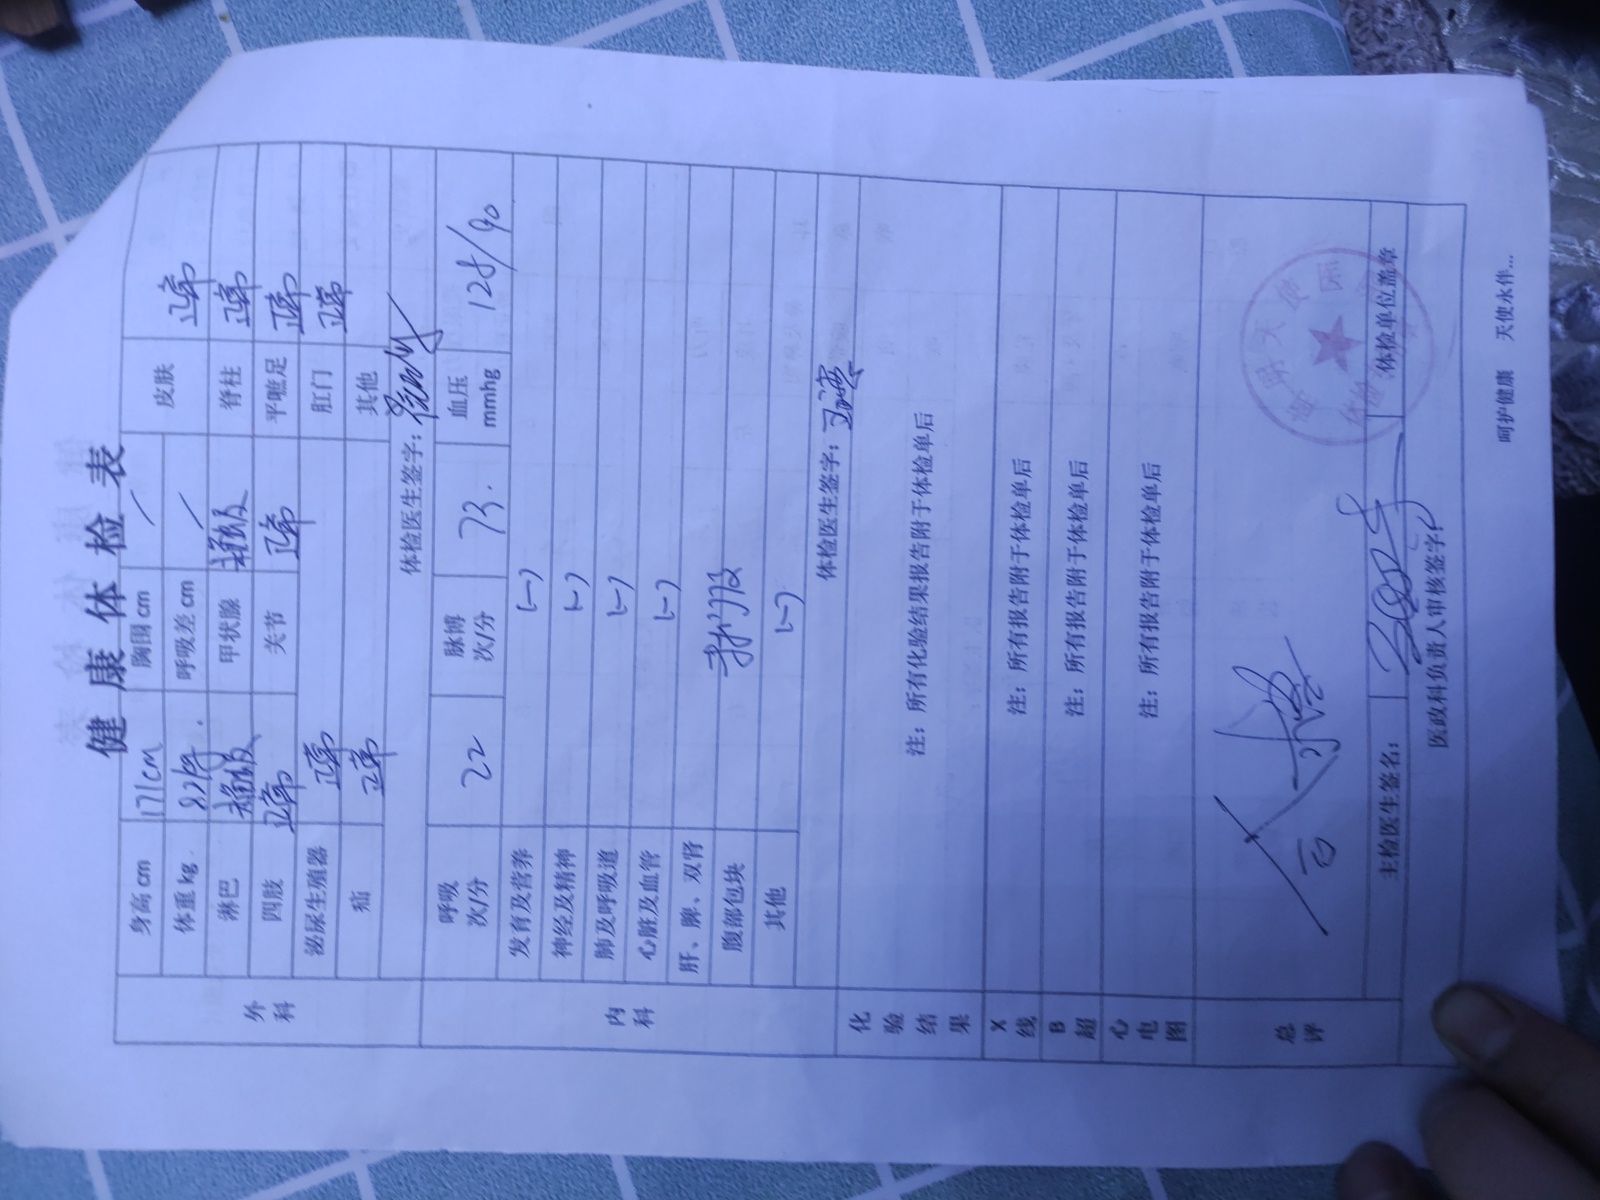 健康体检表
外科
身高cm 171cm 胸围cm / 皮肤 正常
体重kg 呼吸差cm / 脊柱 正常
淋巴 甲状腺 平蹠足 正常
四肢 正常 关节 正常 肛门 正常
泌尿生殖器 正常 其他
疝 正常
体检医生签字:
内科
呼吸次/分 22 脉博次/分 73. 血压mmhg 128/90
发育及营养 (-)
神经及精神 (-)
肺及呼吸道 (-)
心脏及血管 (-)
肝、脾、双肾
腹部包块
其他 (-)
体检医生签字:
化验结果 注:所有化验结果报告附于体检单后
X线 注:所有报告附于体检单后
B超 注:所有报告附于体检单后
心电图 注:所有报告附于体检单后
总评 合格
主检医生签名: 体检单位盖章
医政科负责人审核签字:
呵护健康 天使永伴...